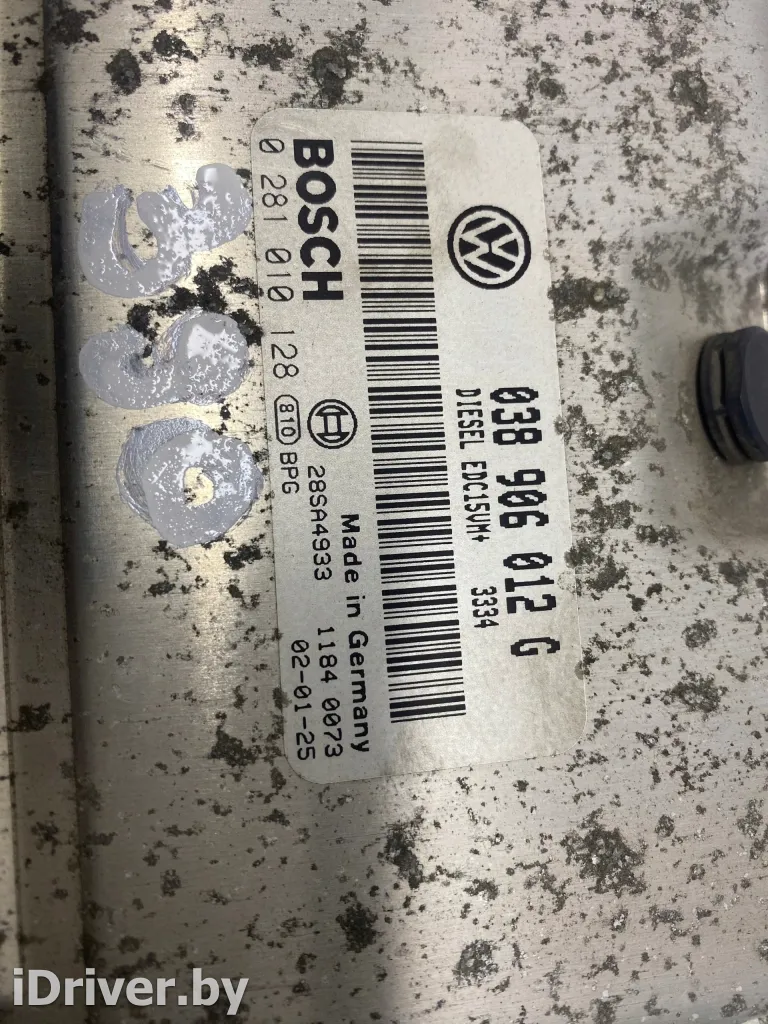 038 906 012 G
DIESEL EDC15VM+ 3334
BOSCH
Made in Germany
0 281 010 128
810
BPG
28SA4933
1184 0073
02-01-25
iDriver.by